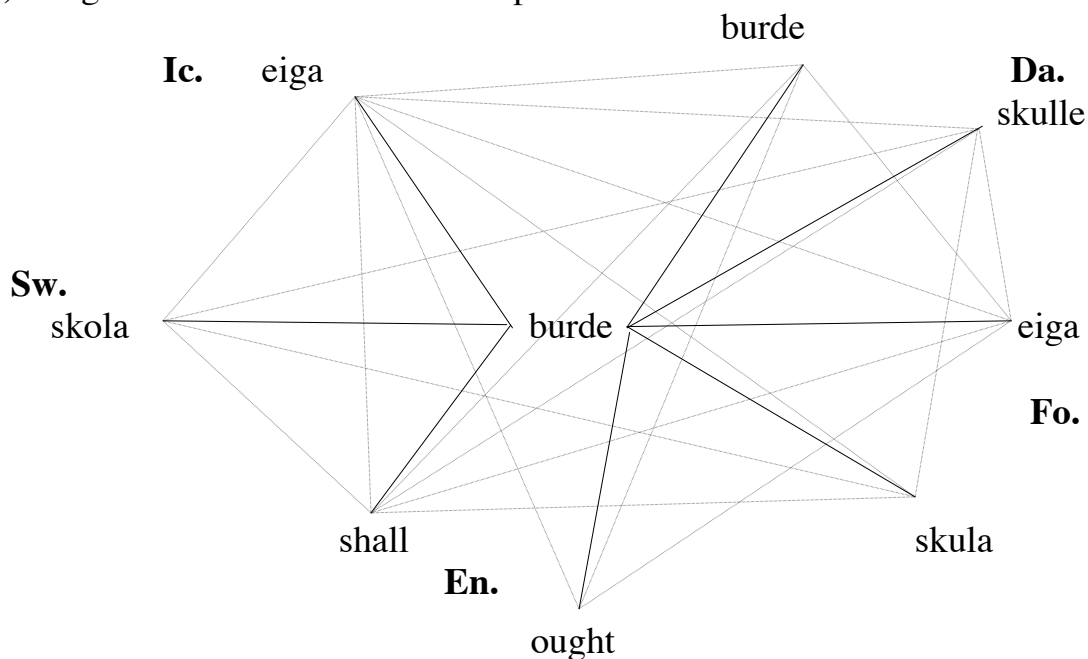 burde
Ic. eiga Da.
skulle
Sw.
skola burde eiga
Fo.
shall skula
En.
ought